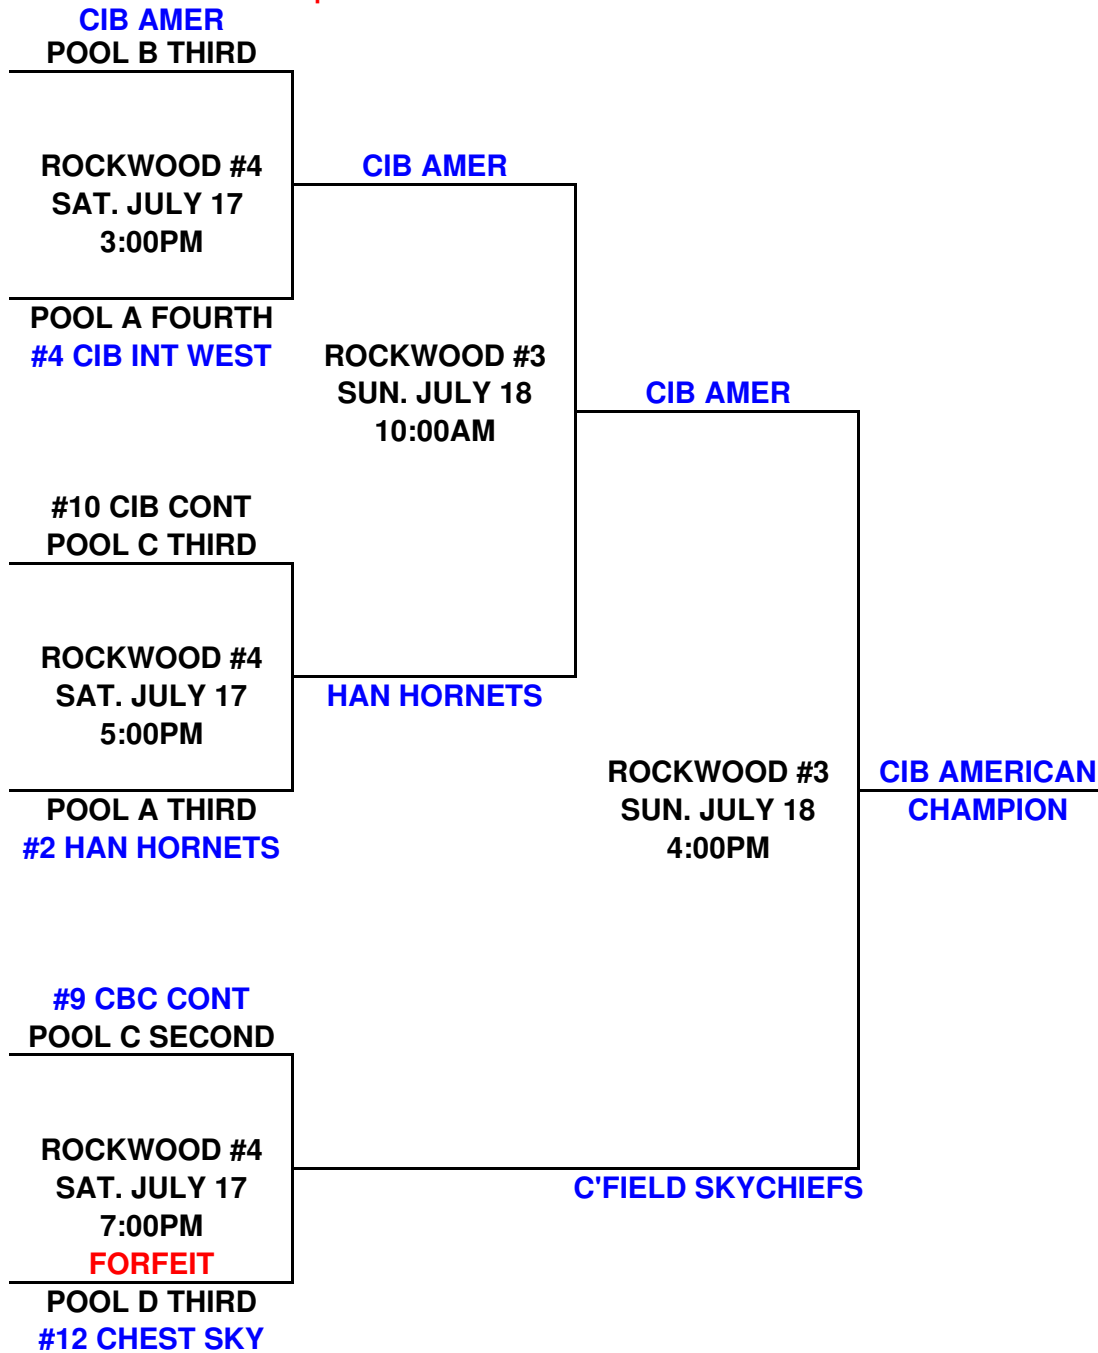 CIB AMER
POOL B THIRD
ROCKWOOD #4
SAT. JULY 17
3:00PM
CIB AMER
POOL A FOURTH
#4 CIB INT WEST
ROCKWOOD #3
SUN. JULY 18
10:00AM
CIB AMER
#10 CIB CONT
POOL C THIRD
ROCKWOOD #4
SAT. JULY 17
5:00PM
HAN HORNETS
POOL A THIRD
#2 HAN HORNETS
ROCKWOOD #3
SUN. JULY 18
4:00PM
CIB AMERICAN
CHAMPION
#9 CBC CONT
POOL C SECOND
ROCKWOOD #4
SAT. JULY 17
7:00PM
FORFEIT
C'FIELD SKYCHIEFS
POOL D THIRD
#12 CHEST SKY